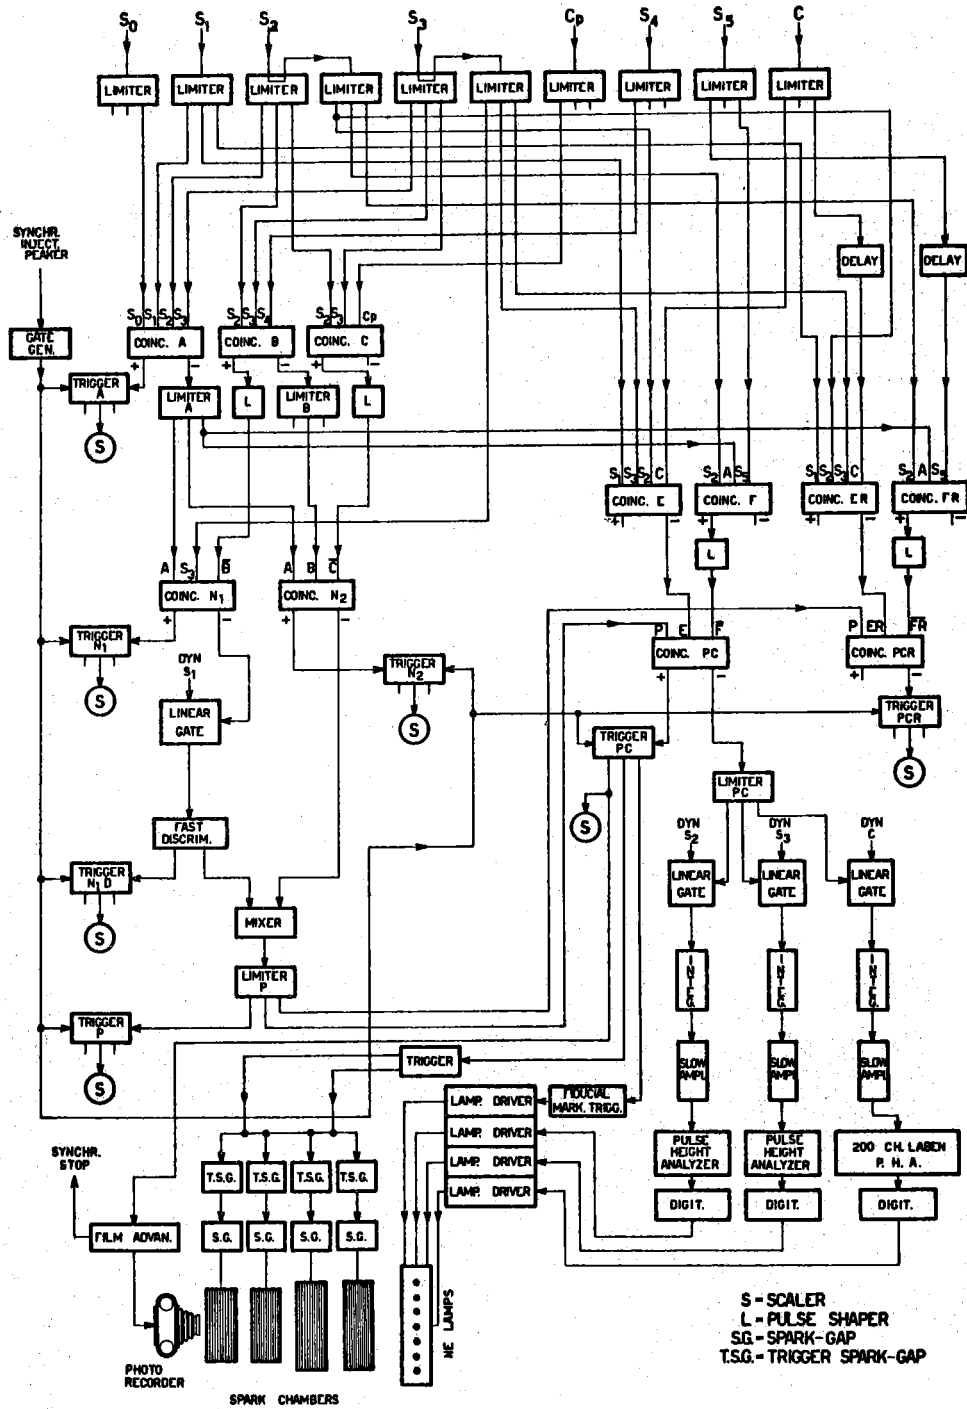 S0 S1 S2 S3 Cp S4 S5 C
LIMITER LIMITER LIMITER LIMITER LIMITER LIMITER LIMITER LIMITER LIMITER LIMITER
SYNCHR.
INJECT.
PEAKER
DELAY DELAY
S0 S1 S2 S3 S2 S3 S4 S2 S3 Cp
GATE
GEN.
COINC. A COINC. B COINC. C
+ - + - + -
TRIGGER
A
LIMITER
A
L
LIMITER
B
L
S
S1 S3 S2 C S2 A S5 S1 S2 S3 C S2 A S5
COINC. E COINC. F COINC. ER COINC. FR
+ - + - + - + -
L L
A S3 B̅ A B C̅
COINC. N1 COINC. N2
+ - + -
P E F̅ P ER F̅R̅
COINC. PC COINC. PCR
+ - + -
TRIGGER
N1
S
DYN
S1
LINEAR
GATE
TRIGGER
N2
S
TRIGGER
PC
S
TRIGGER
PCR
S
LIMITER
PC
FAST
DISCRIM.
DYN
S2
DYN
S3
DYN
C
LINEAR
GATE
LINEAR
GATE
LINEAR
GATE
TRIGGER
N1D
S
MIXER
LIMITER
P
INTEG. INTEG. INTEG.
TRIGGER
P
S
TRIGGER
SLOW
AMPL
SLOW
AMPL
SLOW
AMPL
LAMP. DRIVER
FIDUCIAL
MARK. TRIGG.
LAMP. DRIVER
LAMP. DRIVER
LAMP. DRIVER
PULSE
HEIGHT
ANALYZER
PULSE
HEIGHT
ANALYZER
200 CH. LABEN
P. H. A.
DIGIT. DIGIT. DIGIT.
SYNCHR.
STOP
T.S.G. T.S.G. T.S.G. T.S.G.
FILM ADVAN.
S.G. S.G. S.G. S.G.
NE LAMPS
PHOTO
RECORDER
SPARK CHAMBERS
S = SCALER
L = PULSE SHAPER
S.G. = SPARK-GAP
T.S.G. = TRIGGER SPARK-GAP